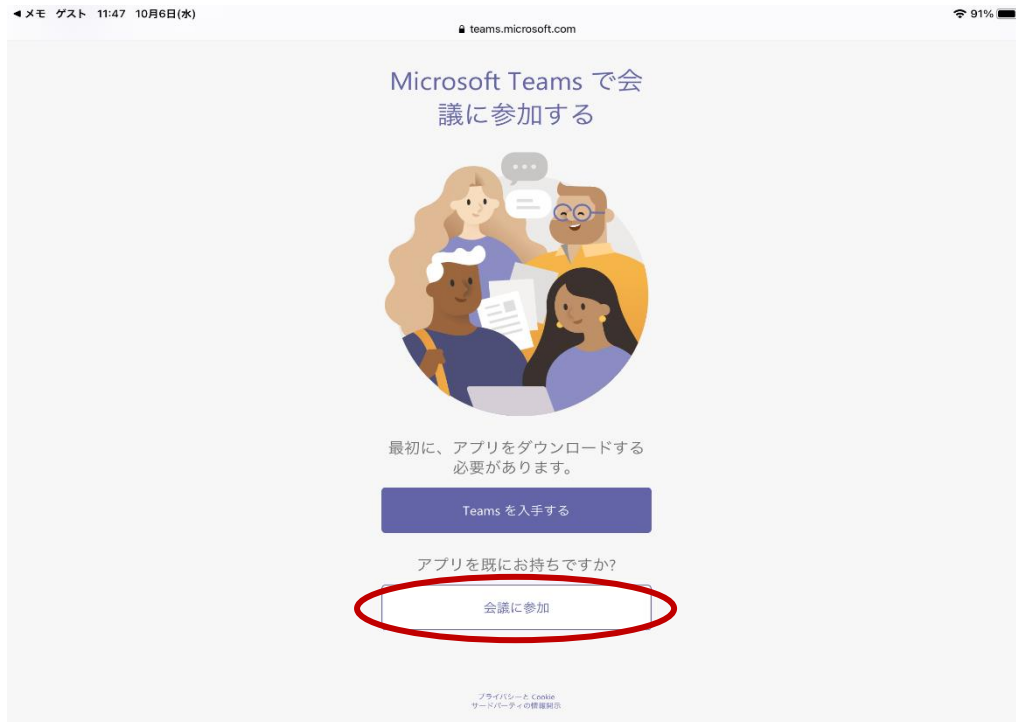 ◀メモ ゲスト 11:47 10月6日(水) 91%
teams.microsoft.com
Microsoft Teams で会
議に参加する
最初に、アプリをダウンロードする
必要があります。
Teams を入手する
アプリを既にお持ちですか?
会議に参加
プライバシーと Cookie
サードパーティの情報開示